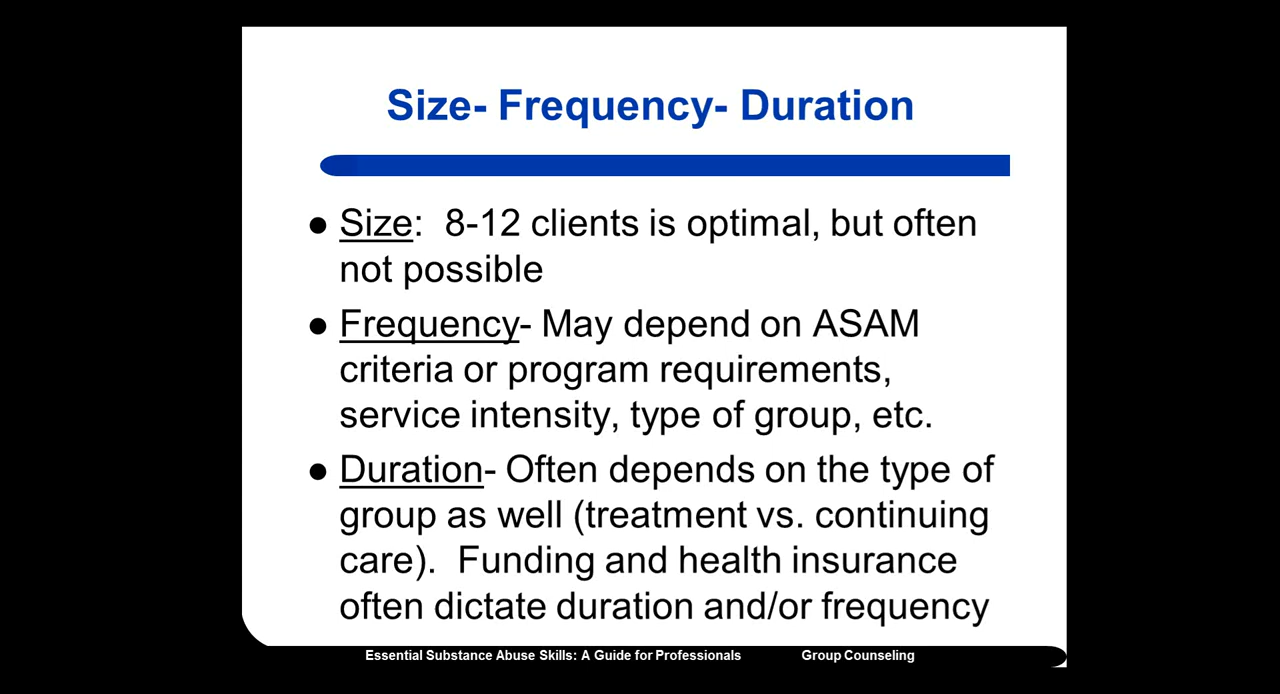 Size- Frequency- Duration
● Size:  8-12 clients is optimal, but often
not possible
● Frequency- May depend on ASAM
criteria or program requirements,
service intensity, type of group, etc.
● Duration- Often depends on the type of
group as well (treatment vs. continuing
care).  Funding and health insurance
often dictate duration and/or frequency
Essential Substance Abuse Skills: A Guide for Professionals Group Counseling